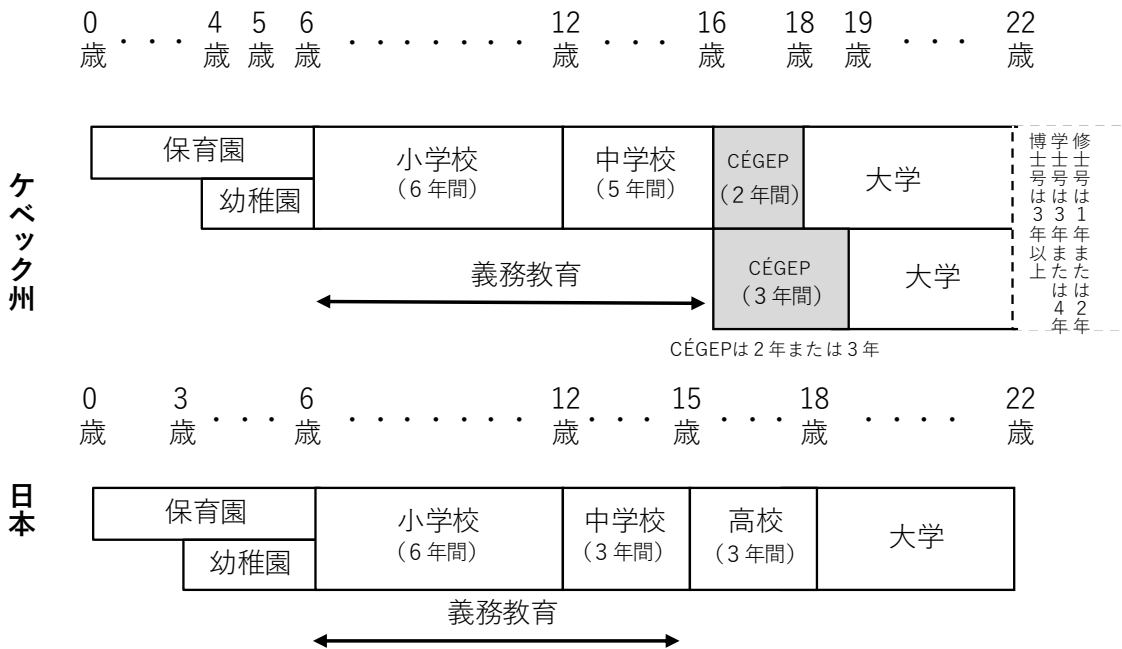 0 4 5 6 12 16 18 19 22
歳・・・歳 歳 歳・・・・・・・歳・・・歳 歳 歳・・・歳
ケベック州
保育園
幼稚園
小学校
(6年間)
中学校
(5年間)
CÉGEP
(2年間)
大学
義務教育
CÉGEP
(3年間)
大学
修士号は1年または2年
学士号は3年または4年
博士号は3年以上
CÉGEPは2年または3年
0 3 6 12 15 18 22
歳 歳・・・歳・・・・・・・歳・・・歳・・・歳・・・・歳
日本
保育園
幼稚園
小学校
(6年間)
中学校
(3年間)
高校
(3年間)
大学
義務教育